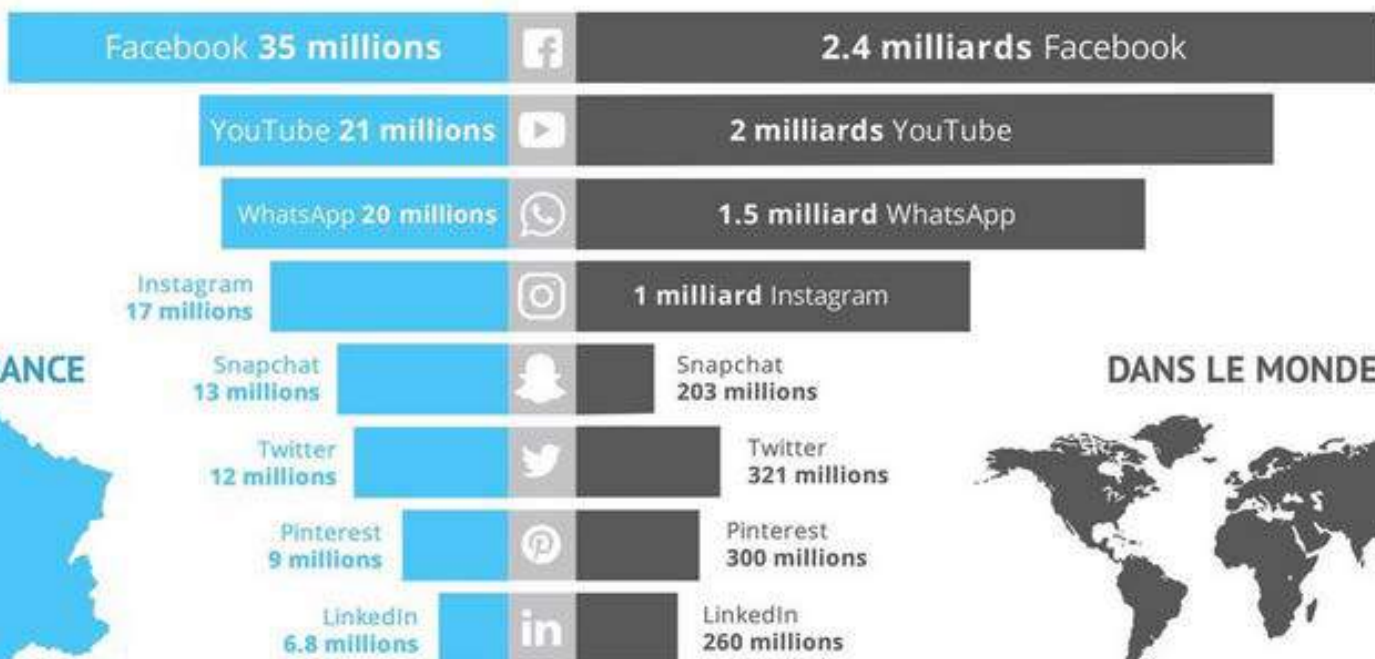 Facebook 35 millions
2.4 milliards Facebook
YouTube 21 millions
2 milliards YouTube
WhatsApp 20 millions
1.5 milliard WhatsApp
Instagram
17 millions
1 milliard Instagram
ANCE
Snapchat
13 millions
Snapchat
203 millions
DANS LE MONDE
Twitter
12 millions
Twitter
321 millions
Pinterest
9 millions
Pinterest
300 millions
LinkedIn
6.8 millions
in
LinkedIn
260 millions